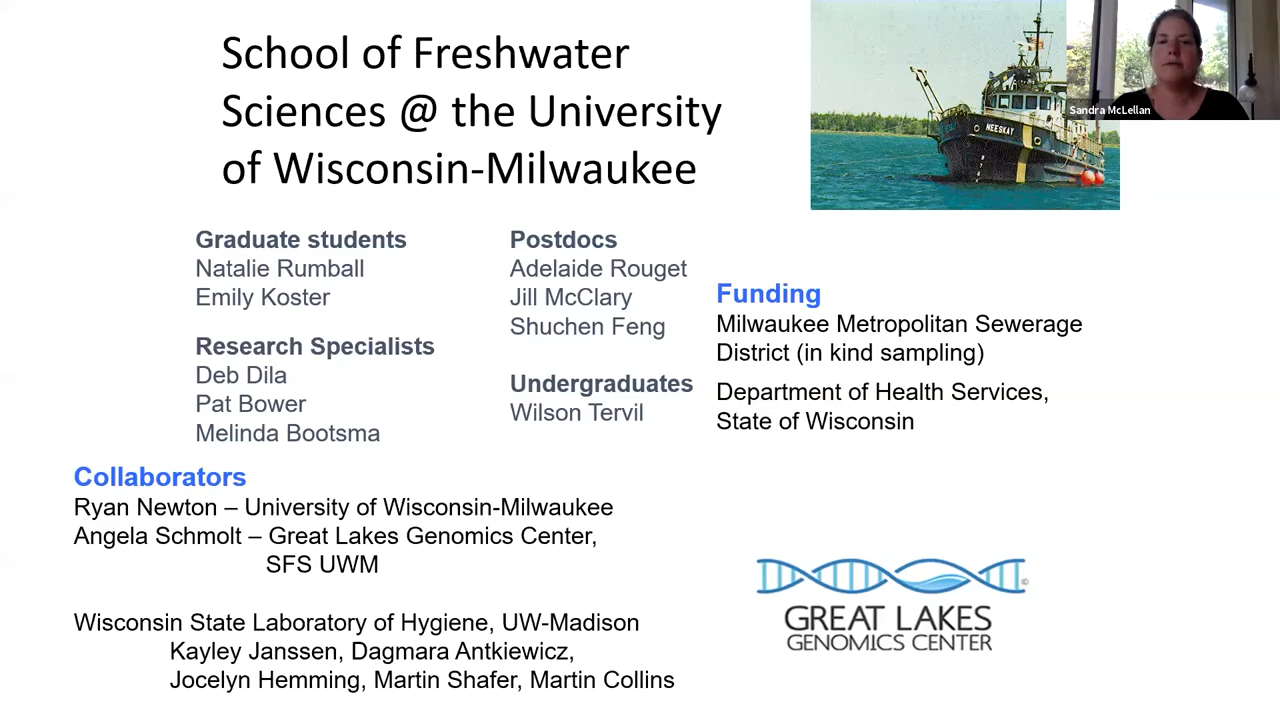 School of Freshwater
Sciences @ the University
of Wisconsin-Milwaukee
NEESKAY
Sandra McLellan
Graduate students
Natalie Rumball
Emily Koster
Research Specialists
Deb Dila
Pat Bower
Melinda Bootsma
Postdocs
Adelaide Rouget
Jill McClary
Shuchen Feng
Undergraduates
Wilson Tervil
Funding
Milwaukee Metropolitan Sewerage
District (in kind sampling)
Department of Health Services,
State of Wisconsin
Collaborators
Ryan Newton – University of Wisconsin-Milwaukee
Angela Schmolt – Great Lakes Genomics Center,
SFS UWM
Wisconsin State Laboratory of Hygiene, UW-Madison
Kayley Janssen, Dagmara Antkiewicz,
Jocelyn Hemming, Martin Shafer, Martin Collins
©
GREAT LAKES
GENOMICS CENTER